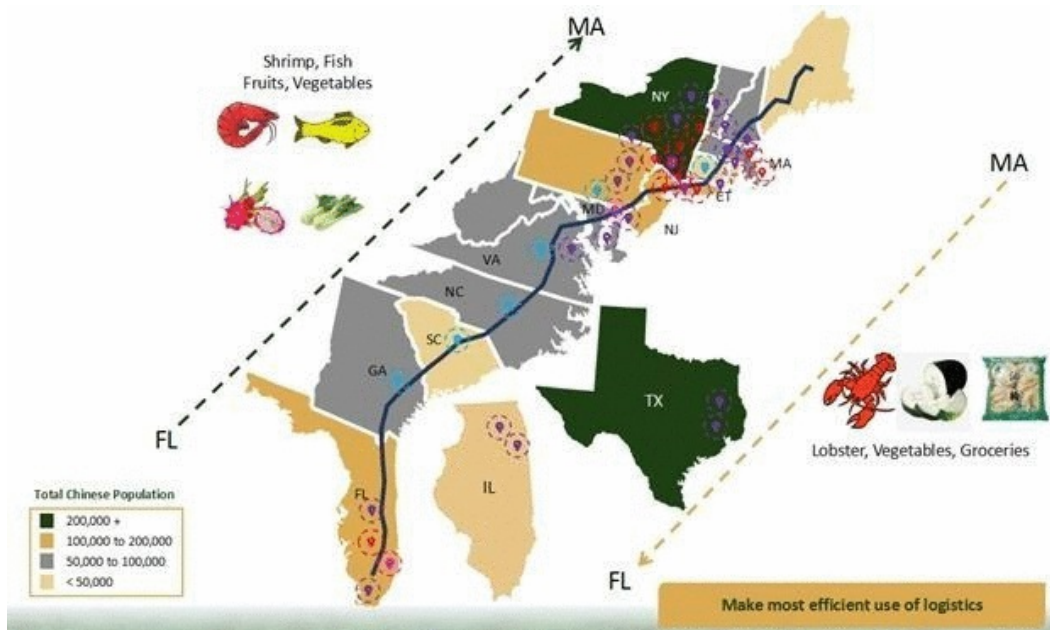 MA
Shrimp, Fish
Fruits, Vegetables
NY
MA
MA
CT
MD
NJ
VA
NC
SC
GA
TX
FL
Lobster, Vegetables, Groceries
FL
IL
Total Chinese Population
200,000 +
100,000 to 200,000
50,000 to 100,000
< 50,000
FL
Make most efficient use of logistics